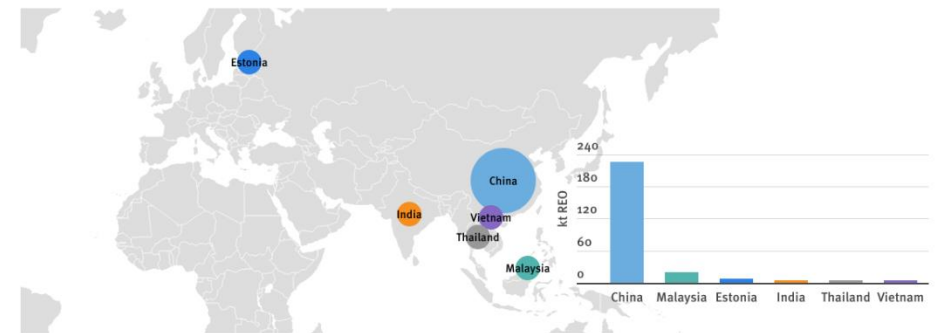 Estonia
China
India
Vietnam
Thailand
Malaysia
kt REO
240
180
120
60
0
China Malaysia Estonia India Thailand Vietnam